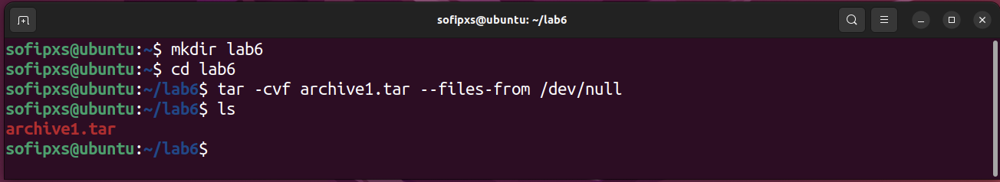 sofipxs@ubuntu: ~/lab6
sofipxs@ubuntu:~$ mkdir lab6
sofipxs@ubuntu:~$ cd lab6
sofipxs@ubuntu:~/lab6$ tar -cvf archive1.tar --files-from /dev/null
sofipxs@ubuntu:~/lab6$ ls
archive1.tar
sofipxs@ubuntu:~/lab6$